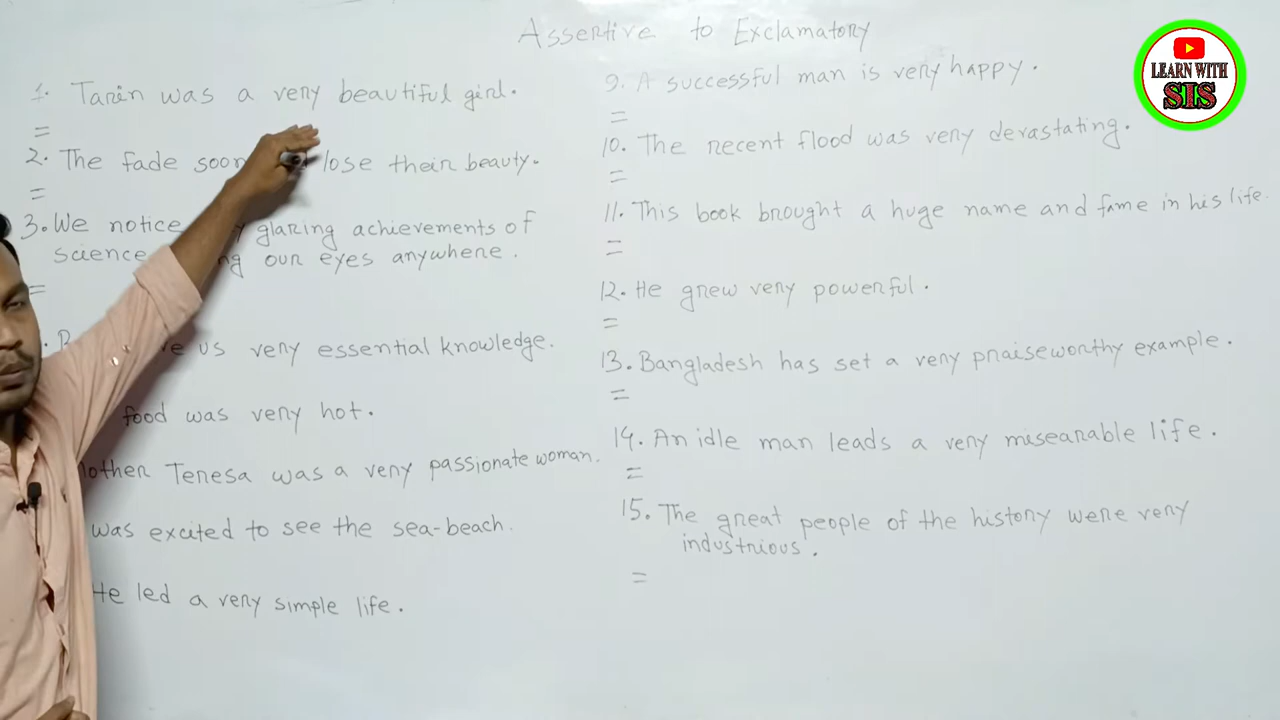 Assertive to Exclamatory
LEARN WITH
SIS
1. Tarin was a very beautiful girl.
=
2. The fade soon lose their beauty.
=
3. We notice glaring achievements of
science our eyes anywhere.
=
us very essential knowledge.
food was very hot.
Teresa was a very passionate woman.
was excited to see the sea-beach.
He led a very simple life.
9. A successful man is very happy.
=
10. The recent flood was very devastating.
=
11. This book brought a huge name and fame in his life.
=
12. He grew very powerful.
=
13. Bangladesh has set a very praiseworthy example.
=
14. An idle man leads a very misearable life.
=
15. The great people of the history were very
industrious.
=